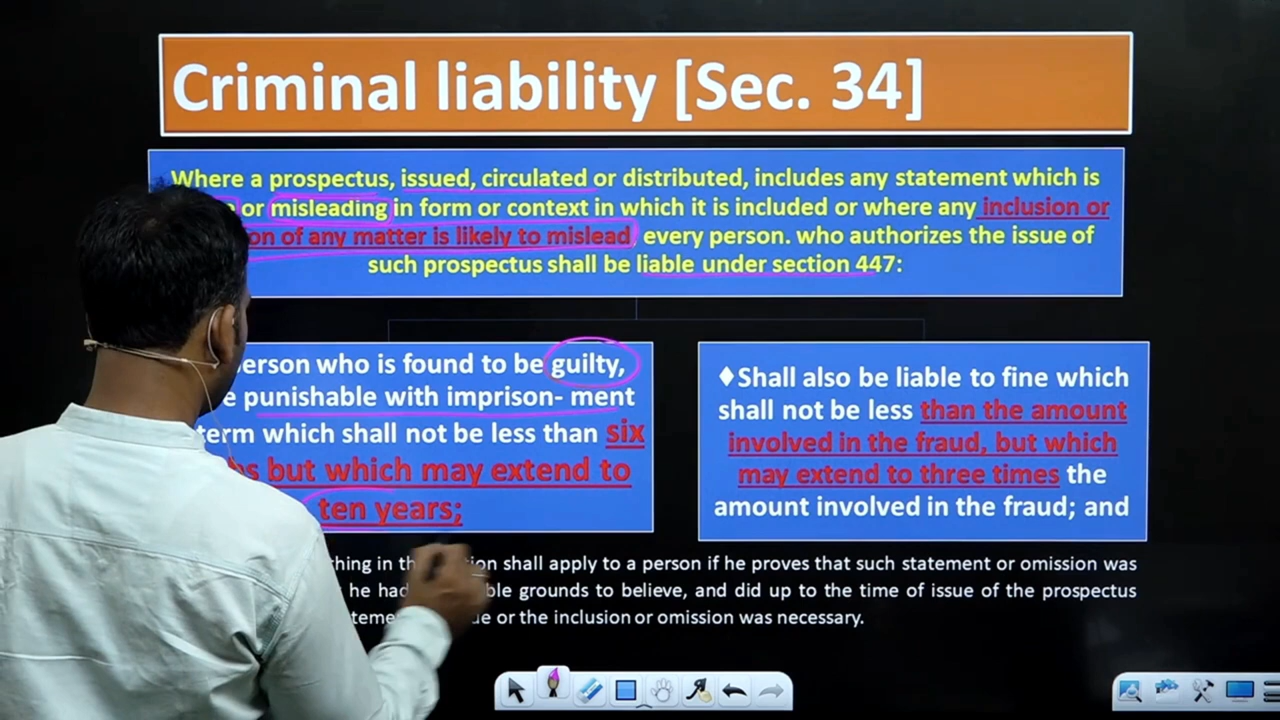 Criminal liability [Sec. 34]
Where a prospectus, issued, circulated or distributed, includes any statement which is
or misleading in form or context in which it is included or where any inclusion or
of any matter is likely to mislead, every person. who authorizes the issue of
such prospectus shall be liable under section 447:
who is found to be guilty,
punishable with imprison- ment
term which shall not be less than six
but which may extend to
ten years;
♦Shall also be liable to fine which
shall not be less than the amount
involved in the fraud, but which
may extend to three times the
amount involved in the fraud; and
in shall apply to a person if he proves that such statement or omission was
he had grounds to believe, and did up to the time of issue of the prospectus
or the inclusion or omission was necessary.